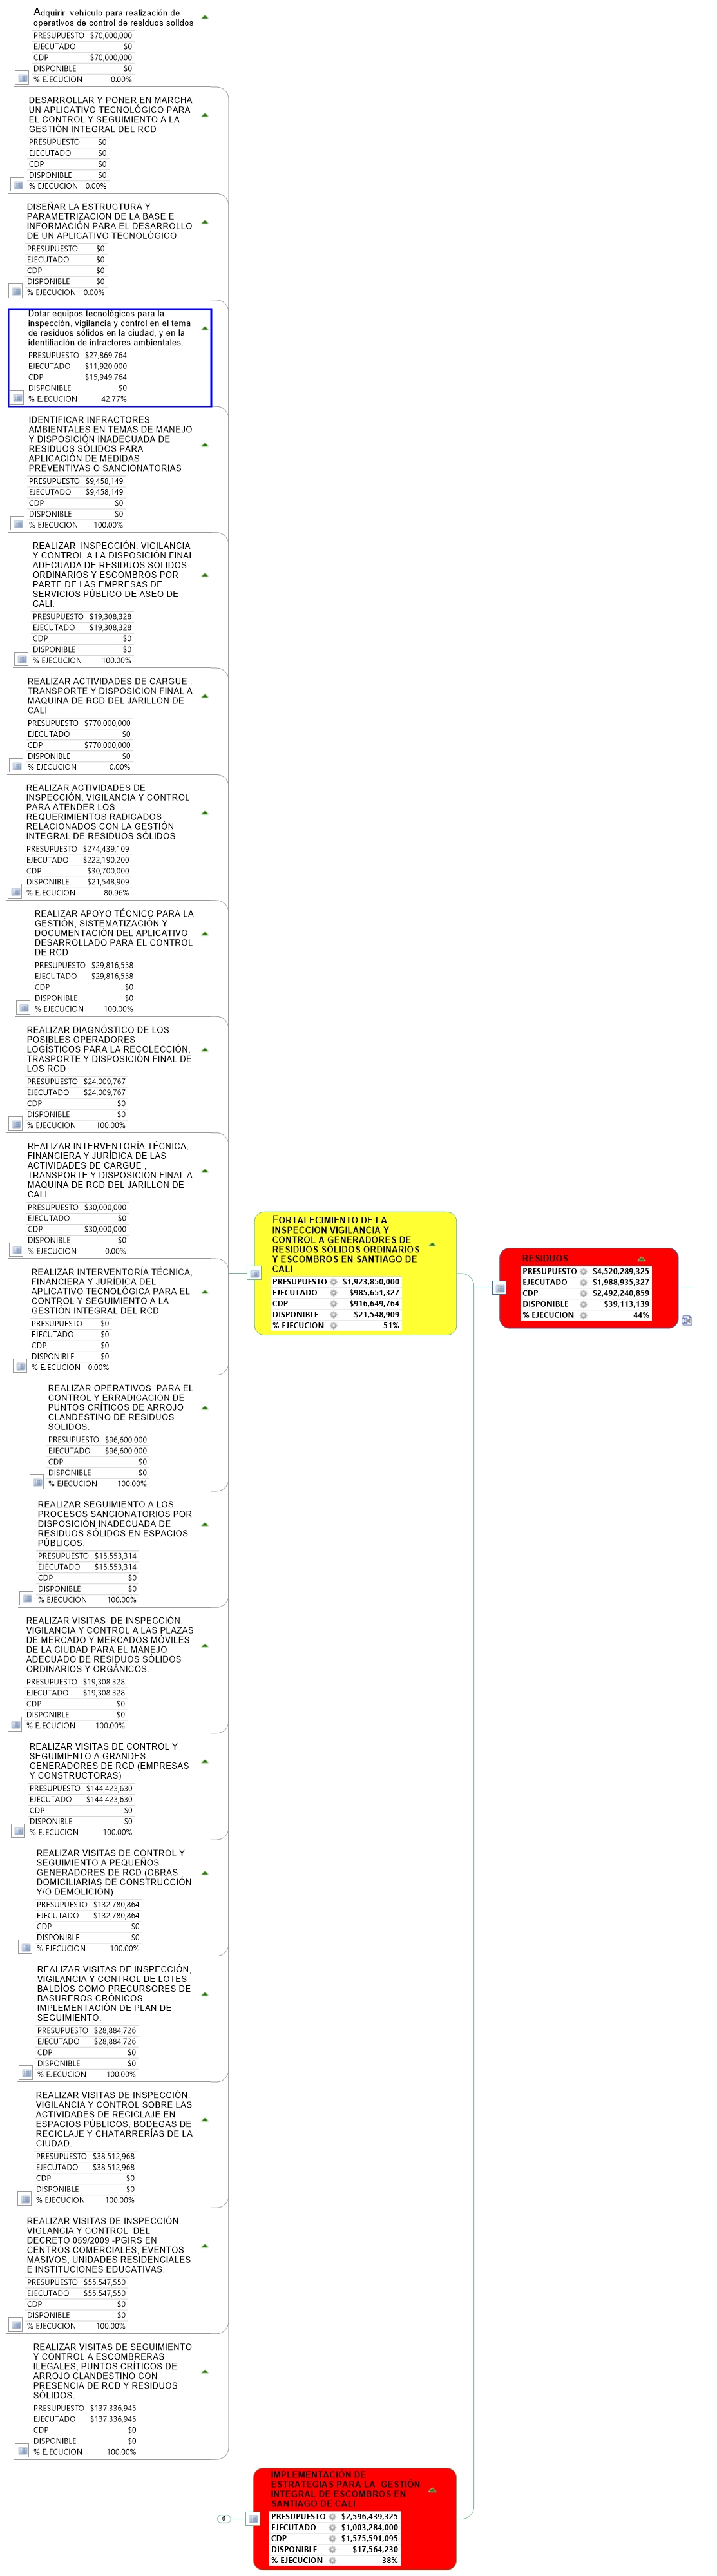 Adquirir vehículo para realización de
operativos de control de residuos solidos
PRESUPUESTO $70,000,000
EJECUTADO $0
CDP $70,000,000
DISPONIBLE $0
% EJECUCION 0.00%
DESARROLLAR Y PONER EN MARCHA
UN APLICATIVO TECNOLÓGICO PARA
EL CONTROL Y SEGUIMIENTO A LA
GESTIÓN INTEGRAL DEL RCD
PRESUPUESTO $0
EJECUTADO $0
CDP $0
DISPONIBLE $0
% EJECUCION 0.00%
DISEÑAR LA ESTRUCTURA Y
PARAMETRIZACION DE LA BASE E
INFORMACIÓN PARA EL DESARROLLO
DE UN APLICATIVO TECNOLÓGICO
PRESUPUESTO $0
EJECUTADO $0
CDP $0
DISPONIBLE $0
% EJECUCION 0.00%
Dotar equipos tecnológicos para la
inspección, vigilancia y control en el tema
de residuos sólidos en la ciudad, y en la
identifiación de infractores ambientales.
PRESUPUESTO $27,869,764
EJECUTADO $11,920,000
CDP $15,949,764
DISPONIBLE $0
% EJECUCION 42.77%
IDENTIFICAR INFRACTORES
AMBIENTALES EN TEMAS DE MANEJO
Y DISPOSICIÓN INADECUADA DE
RESIDUOS SÓLIDOS PARA
APLICACIÓN DE MEDIDAS
PREVENTIVAS O SANCIONATORIAS
PRESUPUESTO $9,458,149
EJECUTADO $9,458,149
CDP $0
DISPONIBLE $0
% EJECUCION 100.00%
REALIZAR INSPECCIÓN, VIGILANCIA
Y CONTROL A LA DISPOSICIÓN FINAL
ADECUADA DE RESIDUOS SÓLIDOS
ORDINARIOS Y ESCOMBROS POR
PARTE DE LAS EMPRESAS DE
SERVICIOS PÚBLICO DE ASEO DE
CALI.
PRESUPUESTO $19,308,328
EJECUTADO $19,308,328
CDP $0
DISPONIBLE $0
% EJECUCION 100.00%
REALIZAR ACTIVIDADES DE CARGUE ,
TRANSPORTE Y DISPOSICION FINAL A
MAQUINA DE RCD DEL JARILLON DE
CALI
PRESUPUESTO $770,000,000
EJECUTADO $0
CDP $770,000,000
DISPONIBLE $0
% EJECUCION 0.00%
REALIZAR ACTIVIDADES DE
INSPECCIÓN, VIGILANCIA Y CONTROL
PARA ATENDER LOS
REQUERIMIENTOS RADICADOS
RELACIONADOS CON LA GESTIÓN
INTEGRAL DE RESIDUOS SÓLIDOS
PRESUPUESTO $274,439,109
EJECUTADO $222,190,200
CDP $30,700,000
DISPONIBLE $21,548,909
% EJECUCION 80.96%
REALIZAR APOYO TÉCNICO PARA LA
GESTIÓN, SISTEMATIZACIÓN Y
DOCUMENTACIÓN DEL APLICATIVO
DESARROLLADO PARA EL CONTROL
DE RCD
PRESUPUESTO $29,816,558
EJECUTADO $29,816,558
CDP $0
DISPONIBLE $0
% EJECUCION 100.00%
REALIZAR DIAGNÓSTICO DE LOS
POSIBLES OPERADORES
LOGÍSTICOS PARA LA RECOLECCIÓN,
TRASPORTE Y DISPOSICIÓN FINAL DE
LOS RCD
PRESUPUESTO $24,009,767
EJECUTADO $24,009,767
CDP $0
DISPONIBLE $0
% EJECUCION 100.00%
REALIZAR INTERVENTORÍA TÉCNICA,
FINANCIERA Y JURÍDICA DE LAS
ACTIVIDADES DE CARGUE ,
TRANSPORTE Y DISPOSICION FINAL A
MAQUINA DE RCD DEL JARILLON DE
CALI
PRESUPUESTO $30,000,000
EJECUTADO $0
CDP $30,000,000
DISPONIBLE $0
% EJECUCION 0.00%
REALIZAR INTERVENTORÍA TÉCNICA,
FINANCIERA Y JURÍDICA DEL
APLICATIVO TECNOLÓGICA PARA EL
CONTROL Y SEGUIMIENTO A LA
GESTIÓN INTEGRAL DEL RCD
PRESUPUESTO $0
EJECUTADO $0
CDP $0
DISPONIBLE $0
% EJECUCION 0.00%
REALIZAR OPERATIVOS PARA EL
CONTROL Y ERRADICACIÓN DE
PUNTOS CRÍTICOS DE ARROJO
CLANDESTINO DE RESIDUOS
SOLIDOS.
PRESUPUESTO $96,600,000
EJECUTADO $96,600,000
CDP $0
DISPONIBLE $0
% EJECUCION 100.00%
REALIZAR SEGUIMIENTO A LOS
PROCESOS SANCIONATORIOS POR
DISPOSICIÓN INADECUADA DE
RESIDUOS SÓLIDOS EN ESPACIOS
PÚBLICOS.
PRESUPUESTO $15,553,314
EJECUTADO $15,553,314
CDP $0
DISPONIBLE $0
% EJECUCION 100.00%
REALIZAR VISITAS DE INSPECCIÓN,
VIGILANCIA Y CONTROL A LAS PLAZAS
DE MERCADO Y MERCADOS MÓVILES
DE LA CIUDAD PARA EL MANEJO
ADECUADO DE RESIDUOS SÓLIDOS
ORDINARIOS Y ORGÁNICOS.
PRESUPUESTO $19,308,328
EJECUTADO $19,308,328
CDP $0
DISPONIBLE $0
% EJECUCION 100.00%
REALIZAR VISITAS DE CONTROL Y
SEGUIMIENTO A GRANDES
GENERADORES DE RCD (EMPRESAS
Y CONSTRUCTORAS)
PRESUPUESTO $144,423,630
EJECUTADO $144,423,630
CDP $0
DISPONIBLE $0
% EJECUCION 100.00%
REALIZAR VISITAS DE CONTROL Y
SEGUIMIENTO A PEQUEÑOS
GENERADORES DE RCD (OBRAS
DOMICILIARIAS DE CONSTRUCCIÓN
Y/O DEMOLICIÓN)
PRESUPUESTO $132,780,864
EJECUTADO $132,780,864
CDP $0
DISPONIBLE $0
% EJECUCION 100.00%
REALIZAR VISITAS DE INSPECCIÓN,
VIGILANCIA Y CONTROL DE LOTES
BALDÍOS COMO PRECURSORES DE
BASUREROS CRÓNICOS,
IMPLEMENTACIÓN DE PLAN DE
SEGUIMIENTO.
PRESUPUESTO $28,884,726
EJECUTADO $28,884,726
CDP $0
DISPONIBLE $0
% EJECUCION 100.00%
REALIZAR VISITAS DE INSPECCIÓN,
VIGILANCIA Y CONTROL SOBRE LAS
ACTIVIDADES DE RECICLAJE EN
ESPACIOS PÚBLICOS, BODEGAS DE
RECICLAJE Y CHATARRERÍAS DE LA
CIUDAD.
PRESUPUESTO $38,512,968
EJECUTADO $38,512,968
CDP $0
DISPONIBLE $0
% EJECUCION 100.00%
REALIZAR VISITAS DE INSPECCIÓN,
VIGLANCIA Y CONTROL DEL
DECRETO 059/2009 -PGIRS EN
CENTROS COMERCIALES, EVENTOS
MASIVOS, UNIDADES RESIDENCIALES
E INSTITUCIONES EDUCATIVAS.
PRESUPUESTO $55,547,550
EJECUTADO $55,547,550
CDP $0
DISPONIBLE $0
% EJECUCION 100.00%
REALIZAR VISITAS DE SEGUIMIENTO
Y CONTROL A ESCOMBRERAS
ILEGALES, PUNTOS CRÍTICOS DE
ARROJO CLANDESTINO CON
PRESENCIA DE RCD Y RESIDUOS
SÓLIDOS.
PRESUPUESTO $137,336,945
EJECUTADO $137,336,945
CDP $0
DISPONIBLE $0
% EJECUCION 100.00%
FORTALECIMIENTO DE LA
INSPECCION VIGILANCIA Y
CONTROL A GENERADORES DE
RESIDUOS SÓLIDOS ORDINARIOS
Y ESCOMBROS EN SANTIAGO DE
CALI
PRESUPUESTO $1,923,850,000
EJECUTADO $985,651,327
CDP $916,649,764
DISPONIBLE $21,548,909
% EJECUCION 51%
RESIDUOS
PRESUPUESTO $4,520,289,325
EJECUTADO $1,988,935,327
CDP $2,492,240,859
DISPONIBLE $39,113,139
% EJECUCION 44%
IMPLEMENTACIÓN DE
ESTRATEGIAS PARA LA GESTIÓN
INTEGRAL DE ESCOMBROS EN
SANTIAGO DE CALI
PRESUPUESTO $2,596,439,325
EJECUTADO $1,003,284,000
CDP $1,575,591,095
DISPONIBLE $17,564,230
% EJECUCION 38%
6